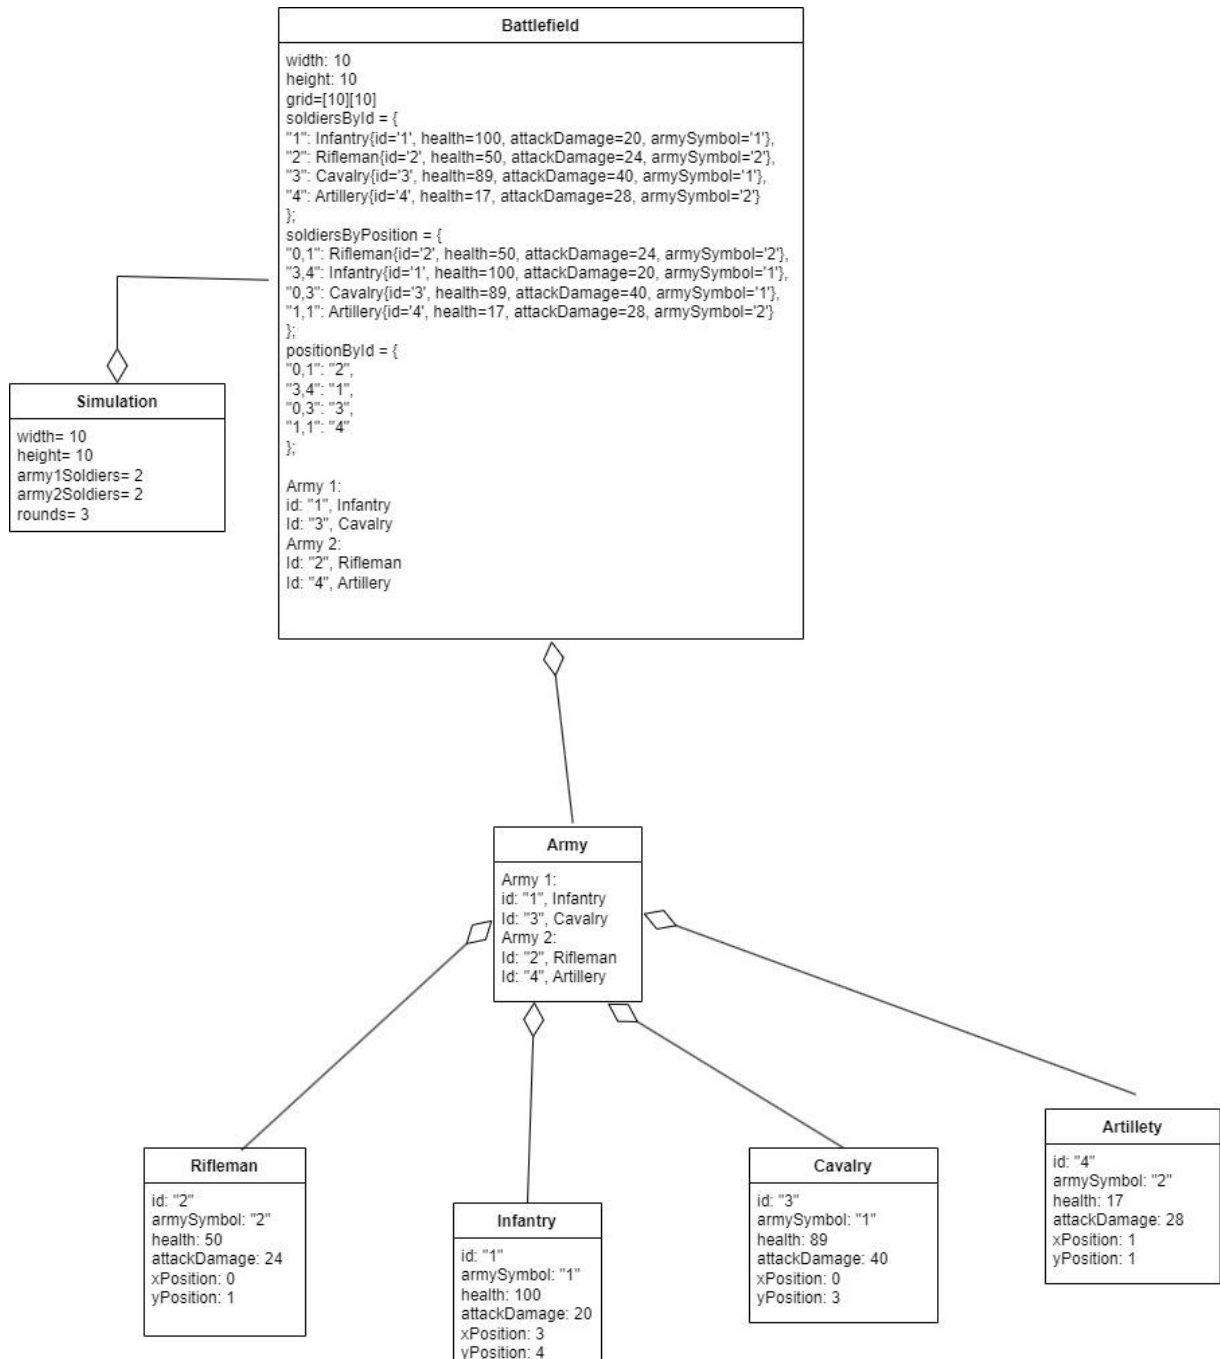 Battlefield
width: 10
height: 10
grid=[10][10]
soldiersById = {
"1": Infantry{id='1', health=100, attackDamage=20, armySymbol='1'},
"2": Rifleman{id='2', health=50, attackDamage=24, armySymbol='2'},
"3": Cavalry{id='3', health=89, attackDamage=40, armySymbol='1'},
"4": Artillery{id='4', health=17, attackDamage=28, armySymbol='2'}
};
soldiersByPosition = {
"0,1": Rifleman{id='2', health=50, attackDamage=24, armySymbol='2'},
"3,4": Infantry{id='1', health=100, attackDamage=20, armySymbol='1'},
"0,3": Cavalry{id='3', health=89, attackDamage=40, armySymbol='1'},
"1,1": Artillery{id='4', health=17, attackDamage=28, armySymbol='2'}
};
positionById = {
"0,1": "2",
"3,4": "1",
"0,3": "3",
"1,1": "4"
};
Army 1:
id: "1", Infantry
Id: "3", Cavalry
Army 2:
Id: "2", Rifleman
Id: "4", Artillery
Simulation
width= 10
height= 10
army1Soldiers= 2
army2Soldiers= 2
rounds= 3
Army
Army 1:
id: "1", Infantry
Id: "3", Cavalry
Army 2:
Id: "2", Rifleman
Id: "4", Artillery
Rifleman
id: "2"
armySymbol: "2"
health: 50
attackDamage: 24
xPosition: 0
yPosition: 1
Infantry
id: "1"
armySymbol: "1"
health: 100
attackDamage: 20
xPosition: 3
yPosition: 4
Cavalry
id: "3"
armySymbol: "1"
health: 89
attackDamage: 40
xPosition: 0
yPosition: 3
Artillety
id: "4"
armySymbol: "2"
health: 17
attackDamage: 28
xPosition: 1
yPosition: 1